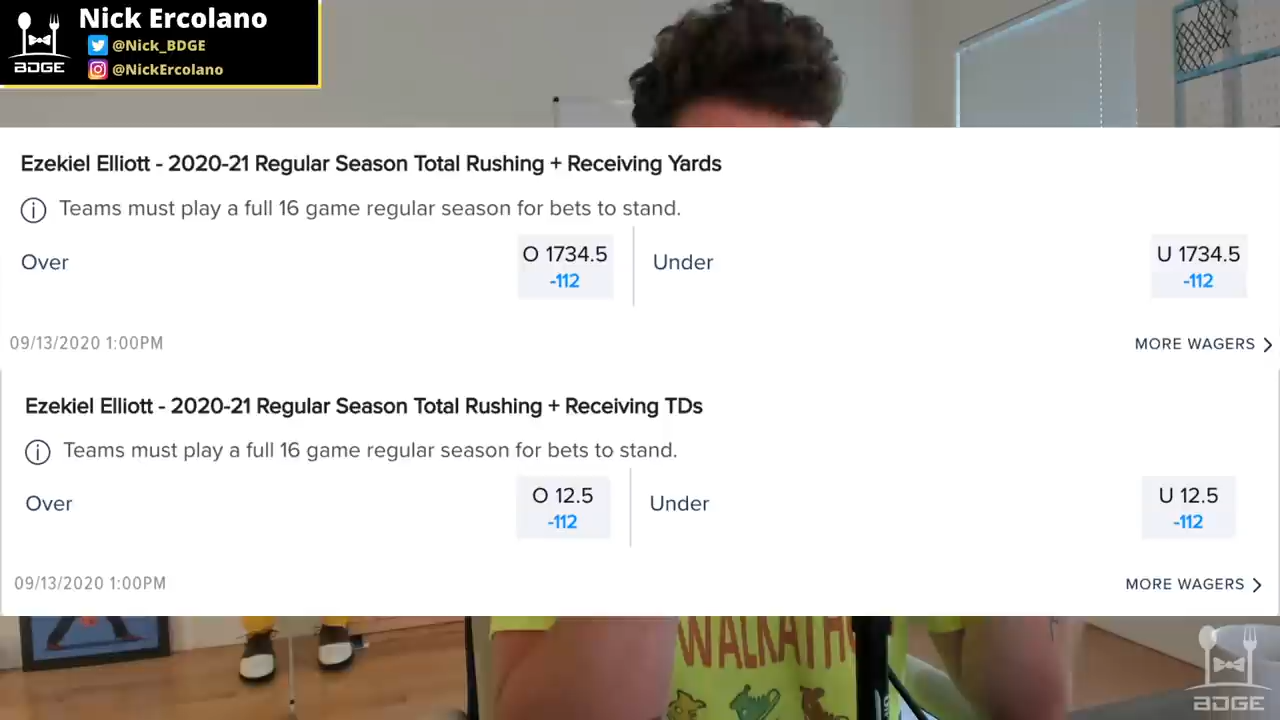 Nick Ercolano
@Nick_BDGE
@NickErcolano
BDGE
Ezekiel Elliott - 2020-21 Regular Season Total Rushing + Receiving Yards
Teams must play a full 16 game regular season for bets to stand.
Over
O 1734.5
-112
Under
U 1734.5
-112
09/13/2020 1:00PM
MORE WAGERS
Ezekiel Elliott - 2020-21 Regular Season Total Rushing + Receiving TDs
Teams must play a full 16 game regular season for bets to stand.
Over
O 12.5
-112
Under
U 12.5
-112
09/13/2020 1:00PM
MORE WAGERS
BDGE